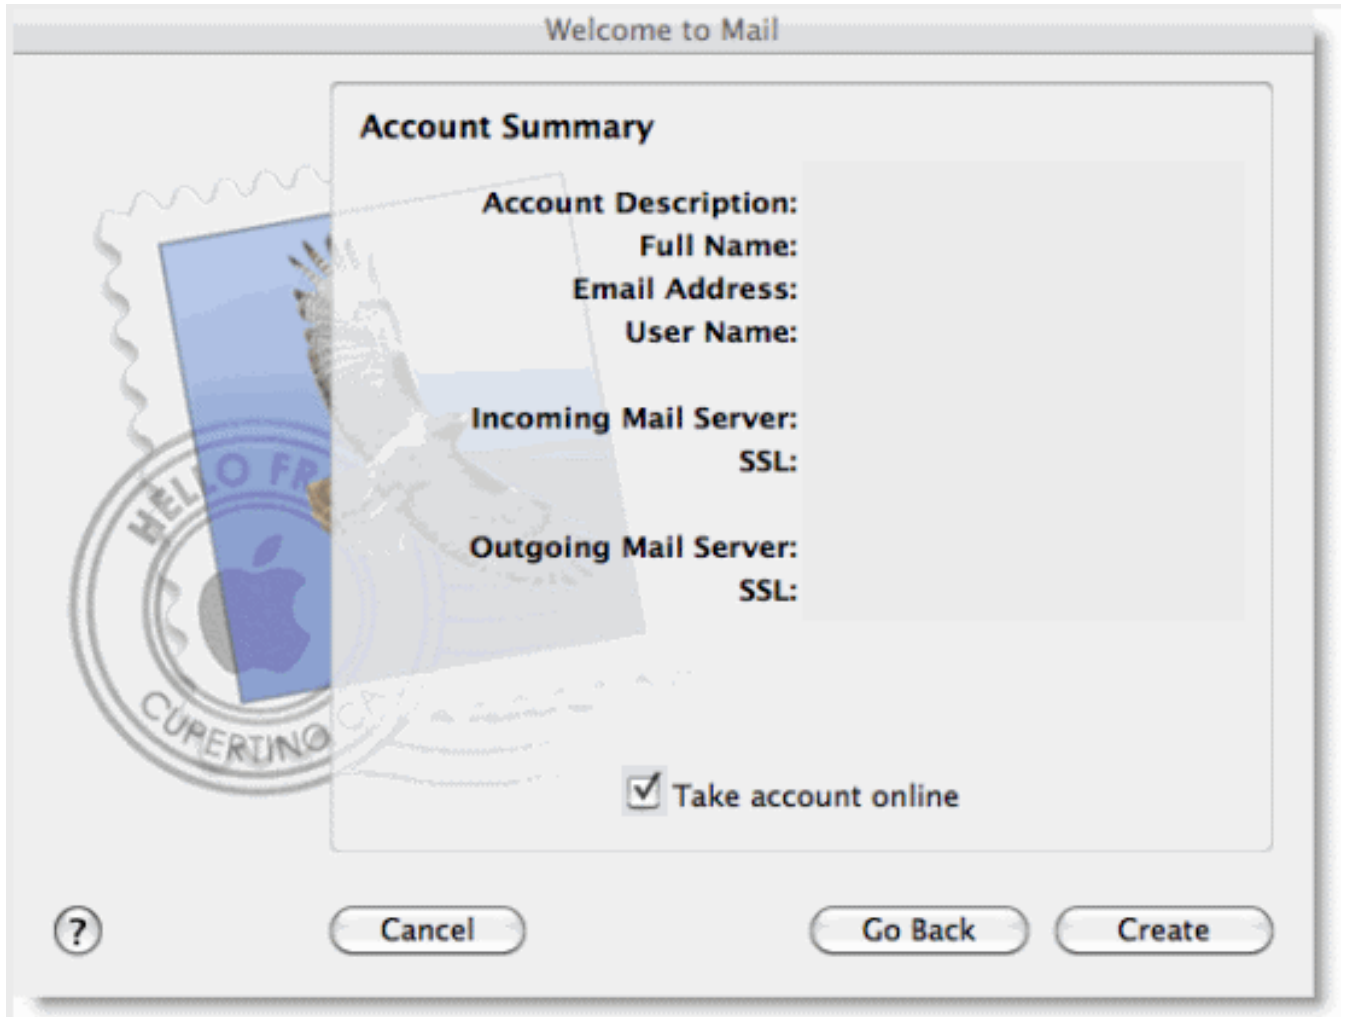 Welcome to Mail
Account Summary
Account Description:
Full Name:
Email Address:
User Name:
Incoming Mail Server:
SSL:
Outgoing Mail Server:
SSL:
HELLO FR
CUPERTINO CA
Take account online
?
Cancel
Go Back
Create